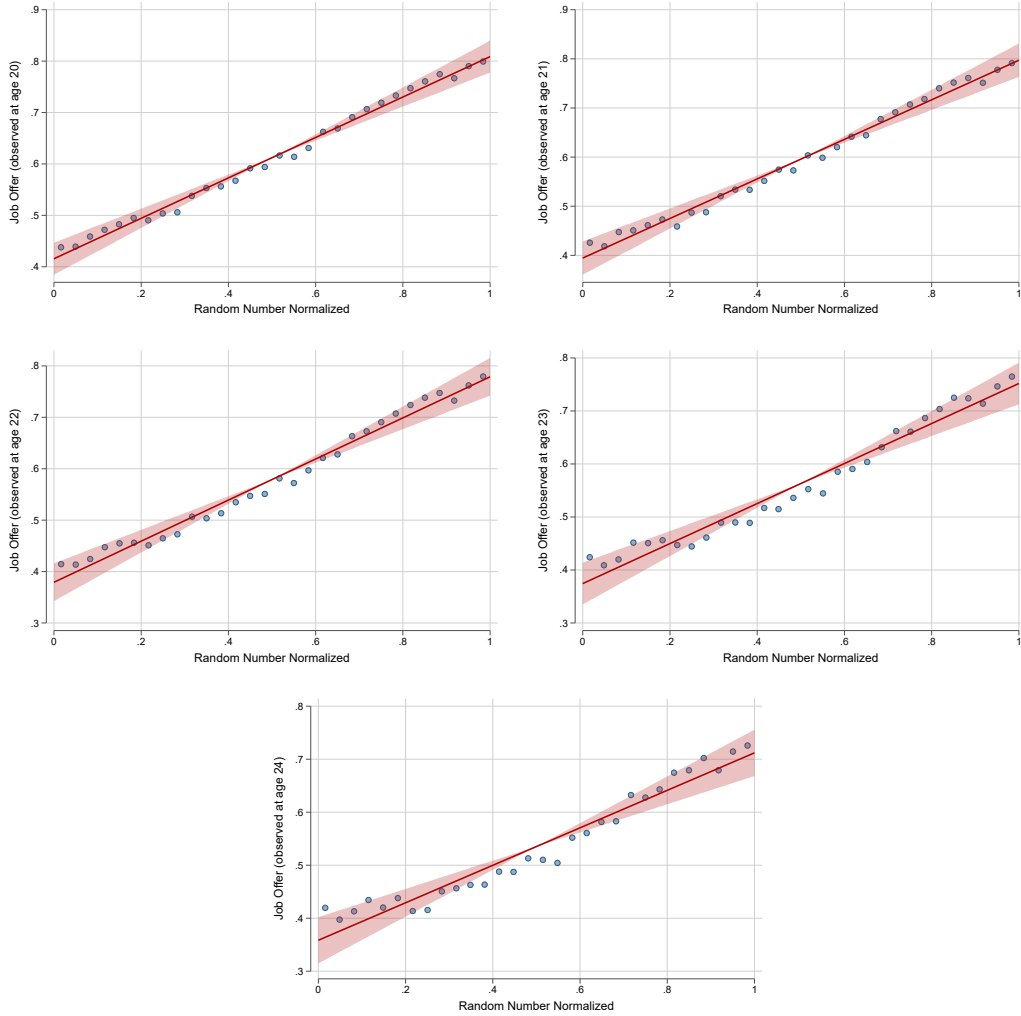 Job Offer (observed at age 20)
.9
.8
.7
.6
.5
.4
0 .2 .4 .6 .8 1
Random Number Normalized
Job Offer (observed at age 21)
.9
.8
.7
.6
.5
.4
0 .2 .4 .6 .8 1
Random Number Normalized
Job Offer (observed at age 22)
.8
.7
.6
.5
.4
.3
0 .2 .4 .6 .8 1
Random Number Normalized
Job Offer (observed at age 23)
.8
.7
.6
.5
.4
.3
0 .2 .4 .6 .8 1
Random Number Normalized
Job Offer (observed at age 24)
.8
.7
.6
.5
.4
.3
0 .2 .4 .6 .8 1
Random Number Normalized